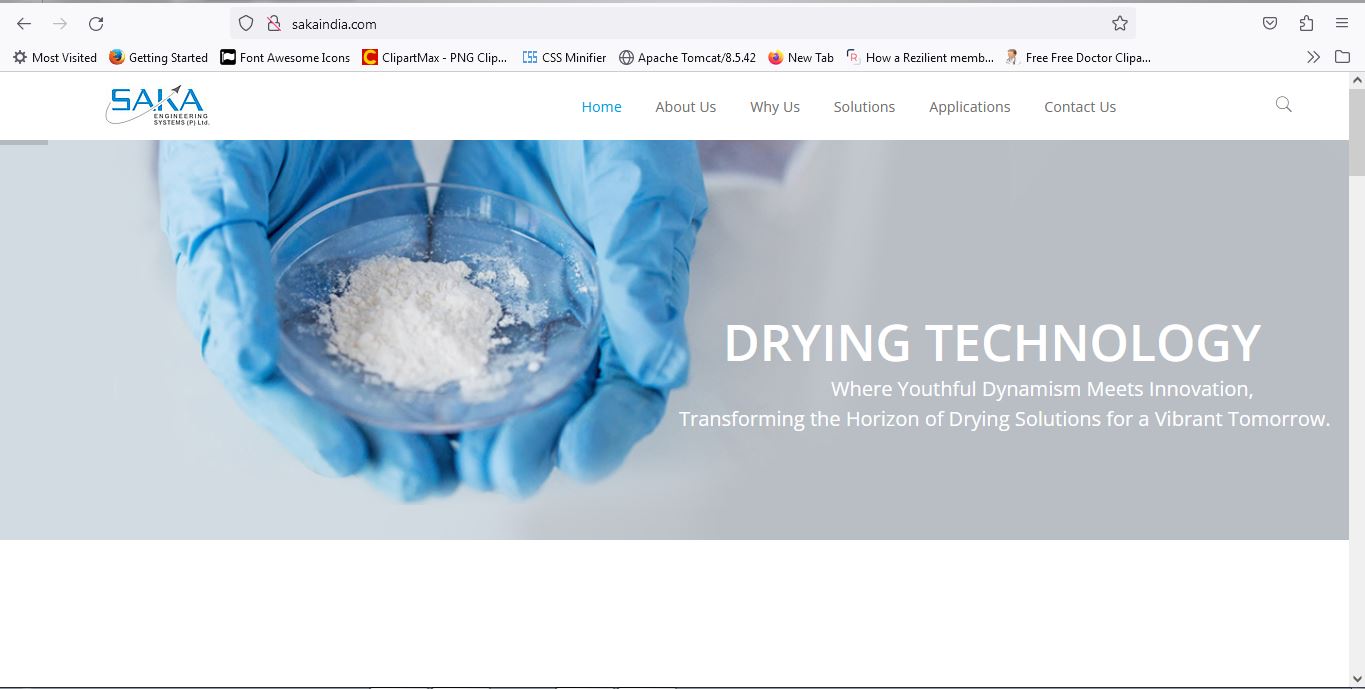 sakaindia.com
Most Visited Getting Started Font Awesome Icons ClipartMax - PNG Clip... CSS Minifier Apache Tomcat/8.5.42 New Tab How a Rezilient memb... Free Free Doctor Clipa...
SAKA
ENGINEERING
SYSTEMS (P) Ltd.
Home About Us Why Us Solutions Applications Contact Us
DRYING TECHNOLOGY
Where Youthful Dynamism Meets Innovation,
Transforming the Horizon of Drying Solutions for a Vibrant Tomorrow.